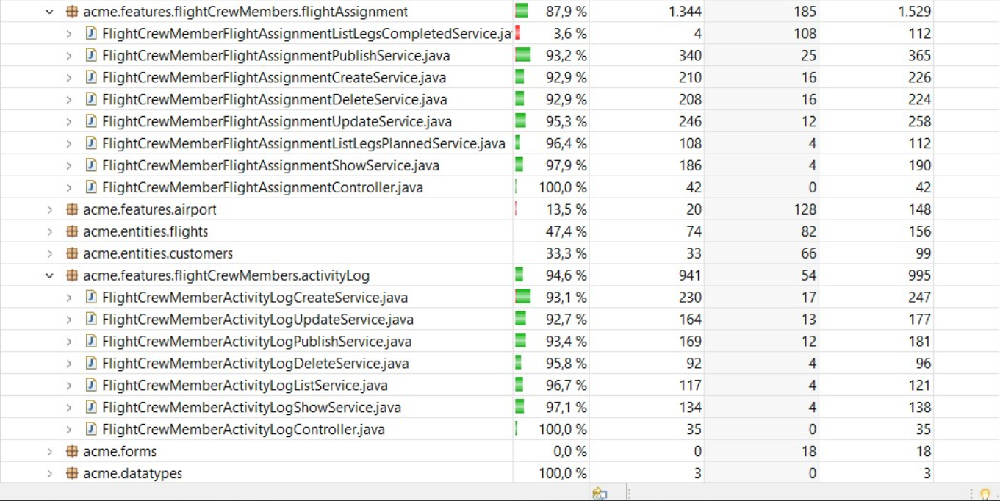 acme.features.flightCrewMembers.flightAssignment 87,9 % 1.344 185 1.529
FlightCrewMemberFlightAssignmentListLegsCompletedService.ja 3,6 % 4 108 112
FlightCrewMemberFlightAssignmentPublishService.java 93,2 % 340 25 365
FlightCrewMemberFlightAssignmentCreateService.java 92,9 % 210 16 226
FlightCrewMemberFlightAssignmentDeleteService.java 92,9 % 208 16 224
FlightCrewMemberFlightAssignmentUpdateService.java 95,3 % 246 12 258
FlightCrewMemberFlightAssignmentListLegsPlannedService.java 96,4 % 108 4 112
FlightCrewMemberFlightAssignmentShowService.java 97,9 % 186 4 190
FlightCrewMemberFlightAssignmentController.java 100,0 % 42 0 42
acme.features.airport 13,5 % 20 128 148
acme.entities.flights 47,4 % 74 82 156
acme.entities.customers 33,3 % 33 66 99
acme.features.flightCrewMembers.activityLog 94,6 % 941 54 995
FlightCrewMemberActivityLogCreateService.java 93,1 % 230 17 247
FlightCrewMemberActivityLogUpdateService.java 92,7 % 164 13 177
FlightCrewMemberActivityLogPublishService.java 93,4 % 169 12 181
FlightCrewMemberActivityLogDeleteService.java 95,8 % 92 4 96
FlightCrewMemberActivityLogListService.java 96,7 % 117 4 121
FlightCrewMemberActivityLogShowService.java 97,1 % 134 4 138
FlightCrewMemberActivityLogController.java 100,0 % 35 0 35
acme.forms 0,0 % 0 18 18
acme.datatypes 100,0 % 3 0 3